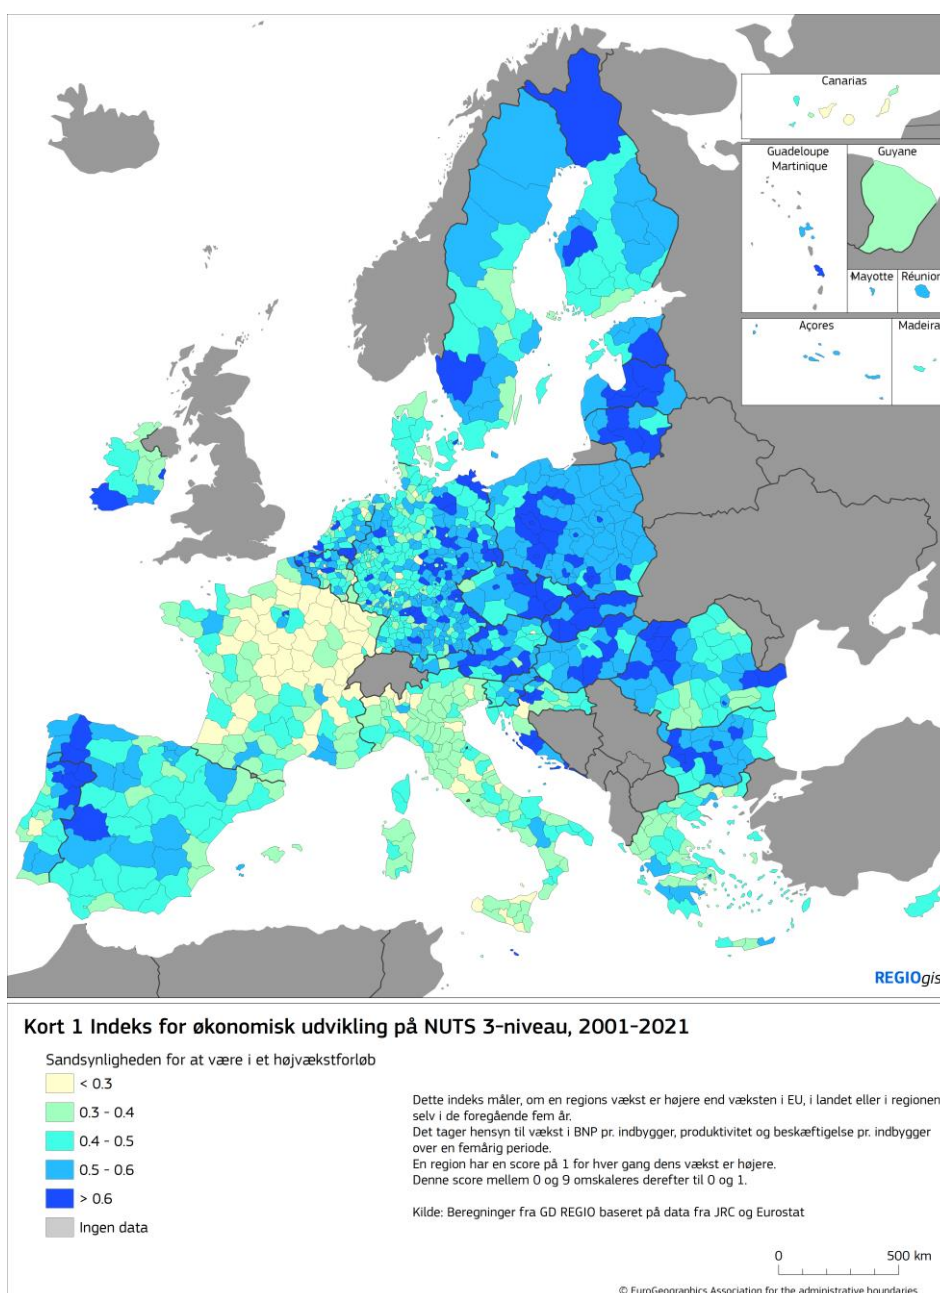 Canarias
Guadeloupe
Martinique
Guyane
Mayotte
Réunion
Açores
Madeira
REGIOgis
Kort 1 Indeks for økonomisk udvikling på NUTS 3-niveau, 2001-2021
Sandsynligheden for at være i et højvækstforløb
< 0.3
0.3 - 0.4
0.4 - 0.5
0.5 - 0.6
> 0.6
Ingen data
Dette indeks måler, om en regions vækst er højere end væksten i EU, i landet eller i regionen
selv i de foregående fem år.
Det tager hensyn til vækst i BNP pr. indbygger, produktivitet og beskæftigelse pr. indbygger
over en femårig periode.
En region har en score på 1 for hver gang dens vækst er højere.
Denne score mellem 0 og 9 omskaleres derefter til 0 og 1.
Kilde: Beregninger fra GD REGIO baseret på data fra JRC og Eurostat
0 500 km
© EuroGeographics Association for the administrative boundaries